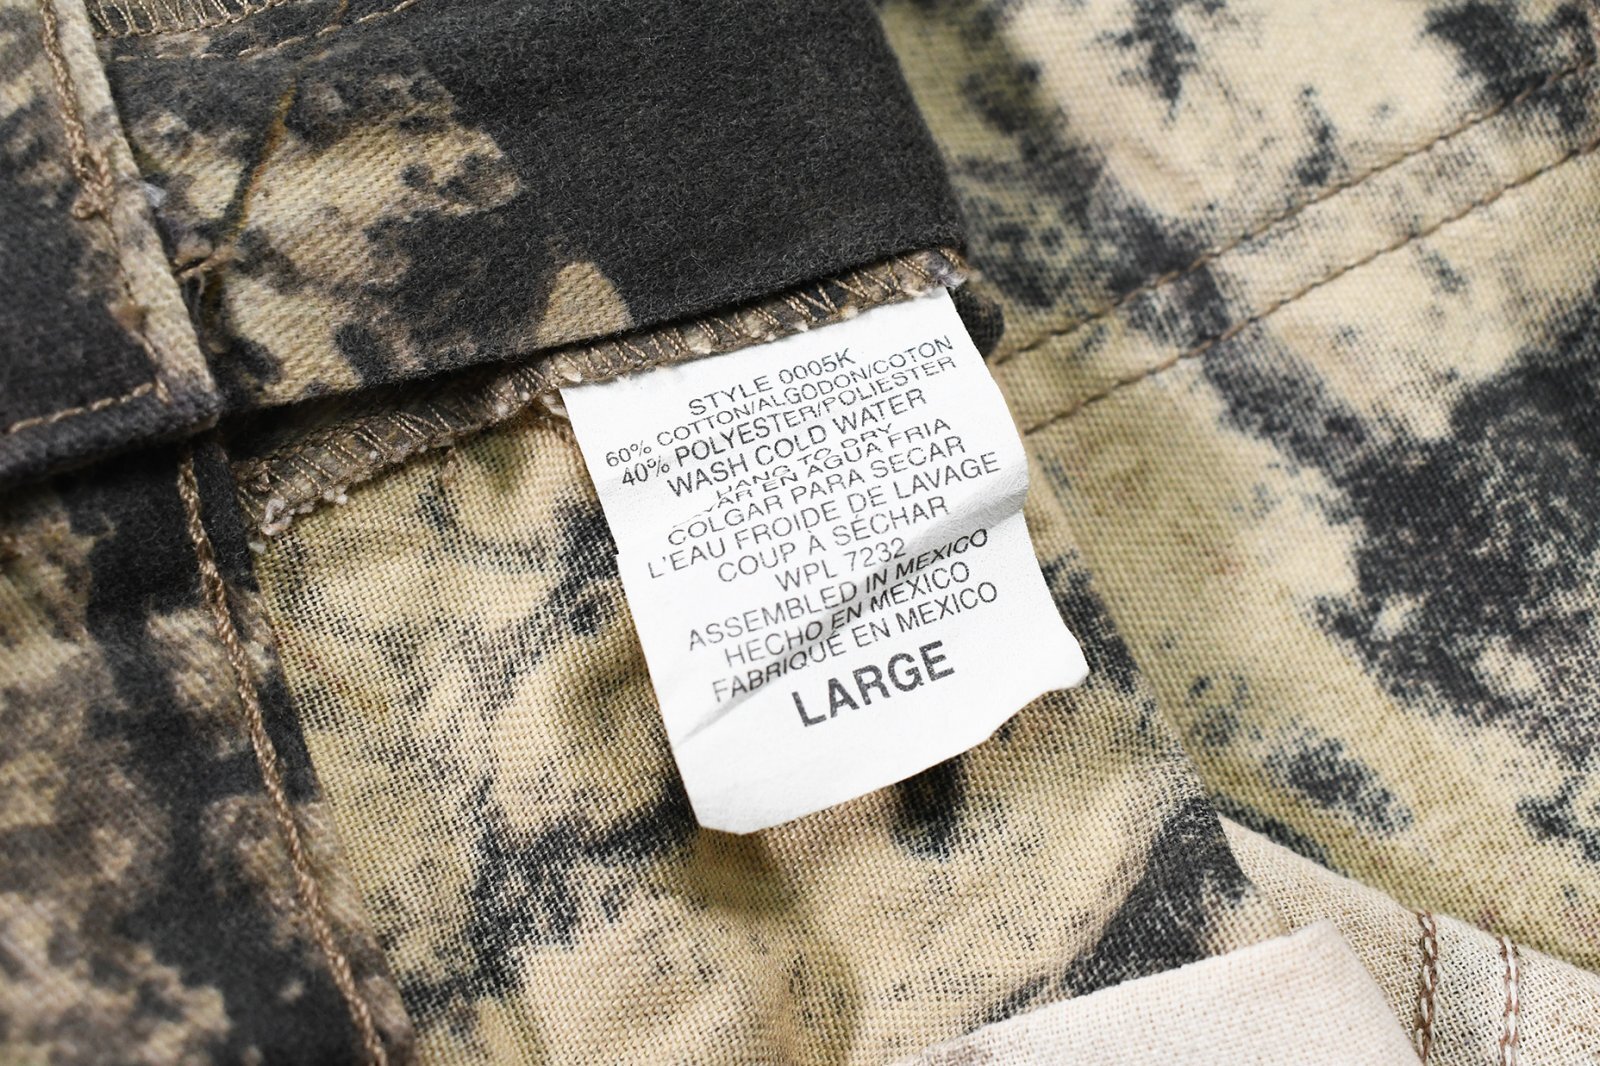 STYLE 0005K
60% COTTON/ALGODON/COTON
40% POLYESTER/POLIESTER
WASH COLD WATER
HANG TO DRY
AR EN AGUA FRIA
COLGAR PARA SECAR
L'EAU FROIDE DE LAVAGE
COUP A SÉCHAR
WPL 7232
ASSEMBLED IN MEXICO
HECHO EN MEXICO
FABRIQUÉ EN MEXICO
LARGE